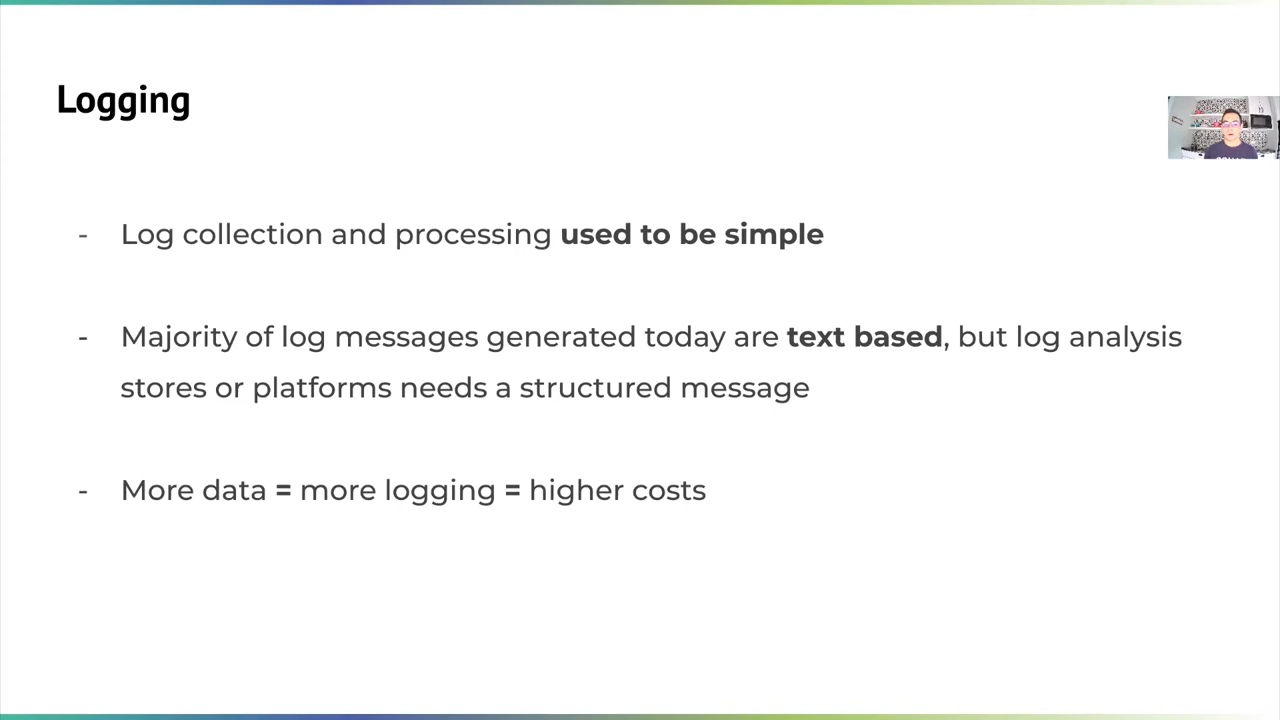 Logging
- Log collection and processing used to be simple
- Majority of log messages generated today are text based, but log analysis
stores or platforms needs a structured message
- More data = more logging = higher costs